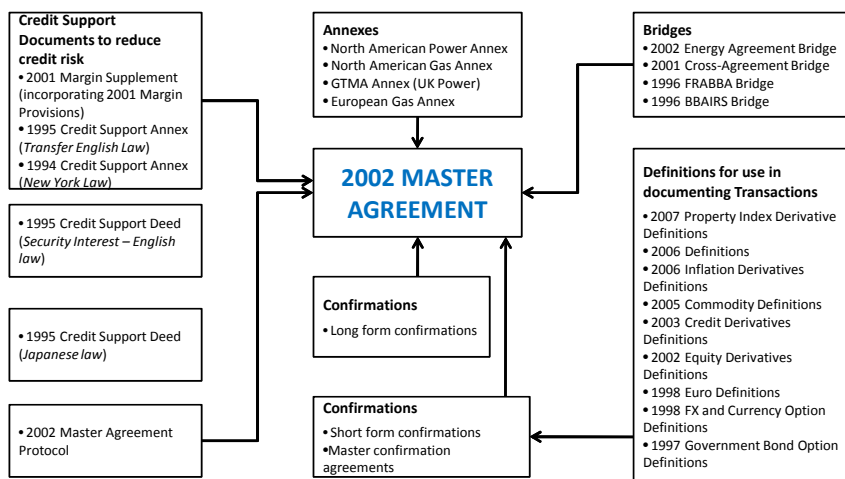 Credit Support
Documents to reduce
credit risk
• 2001 Margin Supplement
(incorporating 2001 Margin
Provisions)
• 1995 Credit Support Annex
(Transfer English Law)
• 1994 Credit Support Annex
(New York Law)
• 1995 Credit Support Deed
(Security Interest – English
law)
• 1995 Credit Support Deed
(Japanese law)
• 2002 Master Agreement
Protocol
Annexes
• North American Power Annex
• North American Gas Annex
• GTMA Annex (UK Power)
• European Gas Annex
2002 MASTER
AGREEMENT
Confirmations
• Long form confirmations
Confirmations
• Short form confirmations
• Master confirmation
agreements
Bridges
• 2002 Energy Agreement Bridge
• 2001 Cross-Agreement Bridge
• 1996 FRABBA Bridge
• 1996 BBAIRS Bridge
Definitions for use in
documenting Transactions
• 2007 Property Index Derivative
Definitions
• 2006 Definitions
• 2006 Inflation Derivatives
Definitions
• 2005 Commodity Definitions
• 2003 Credit Derivatives
Definitions
• 2002 Equity Derivatives
Definitions
• 1998 Euro Definitions
• 1998 FX and Currency Option
Definitions
• 1997 Government Bond Option
Definitions